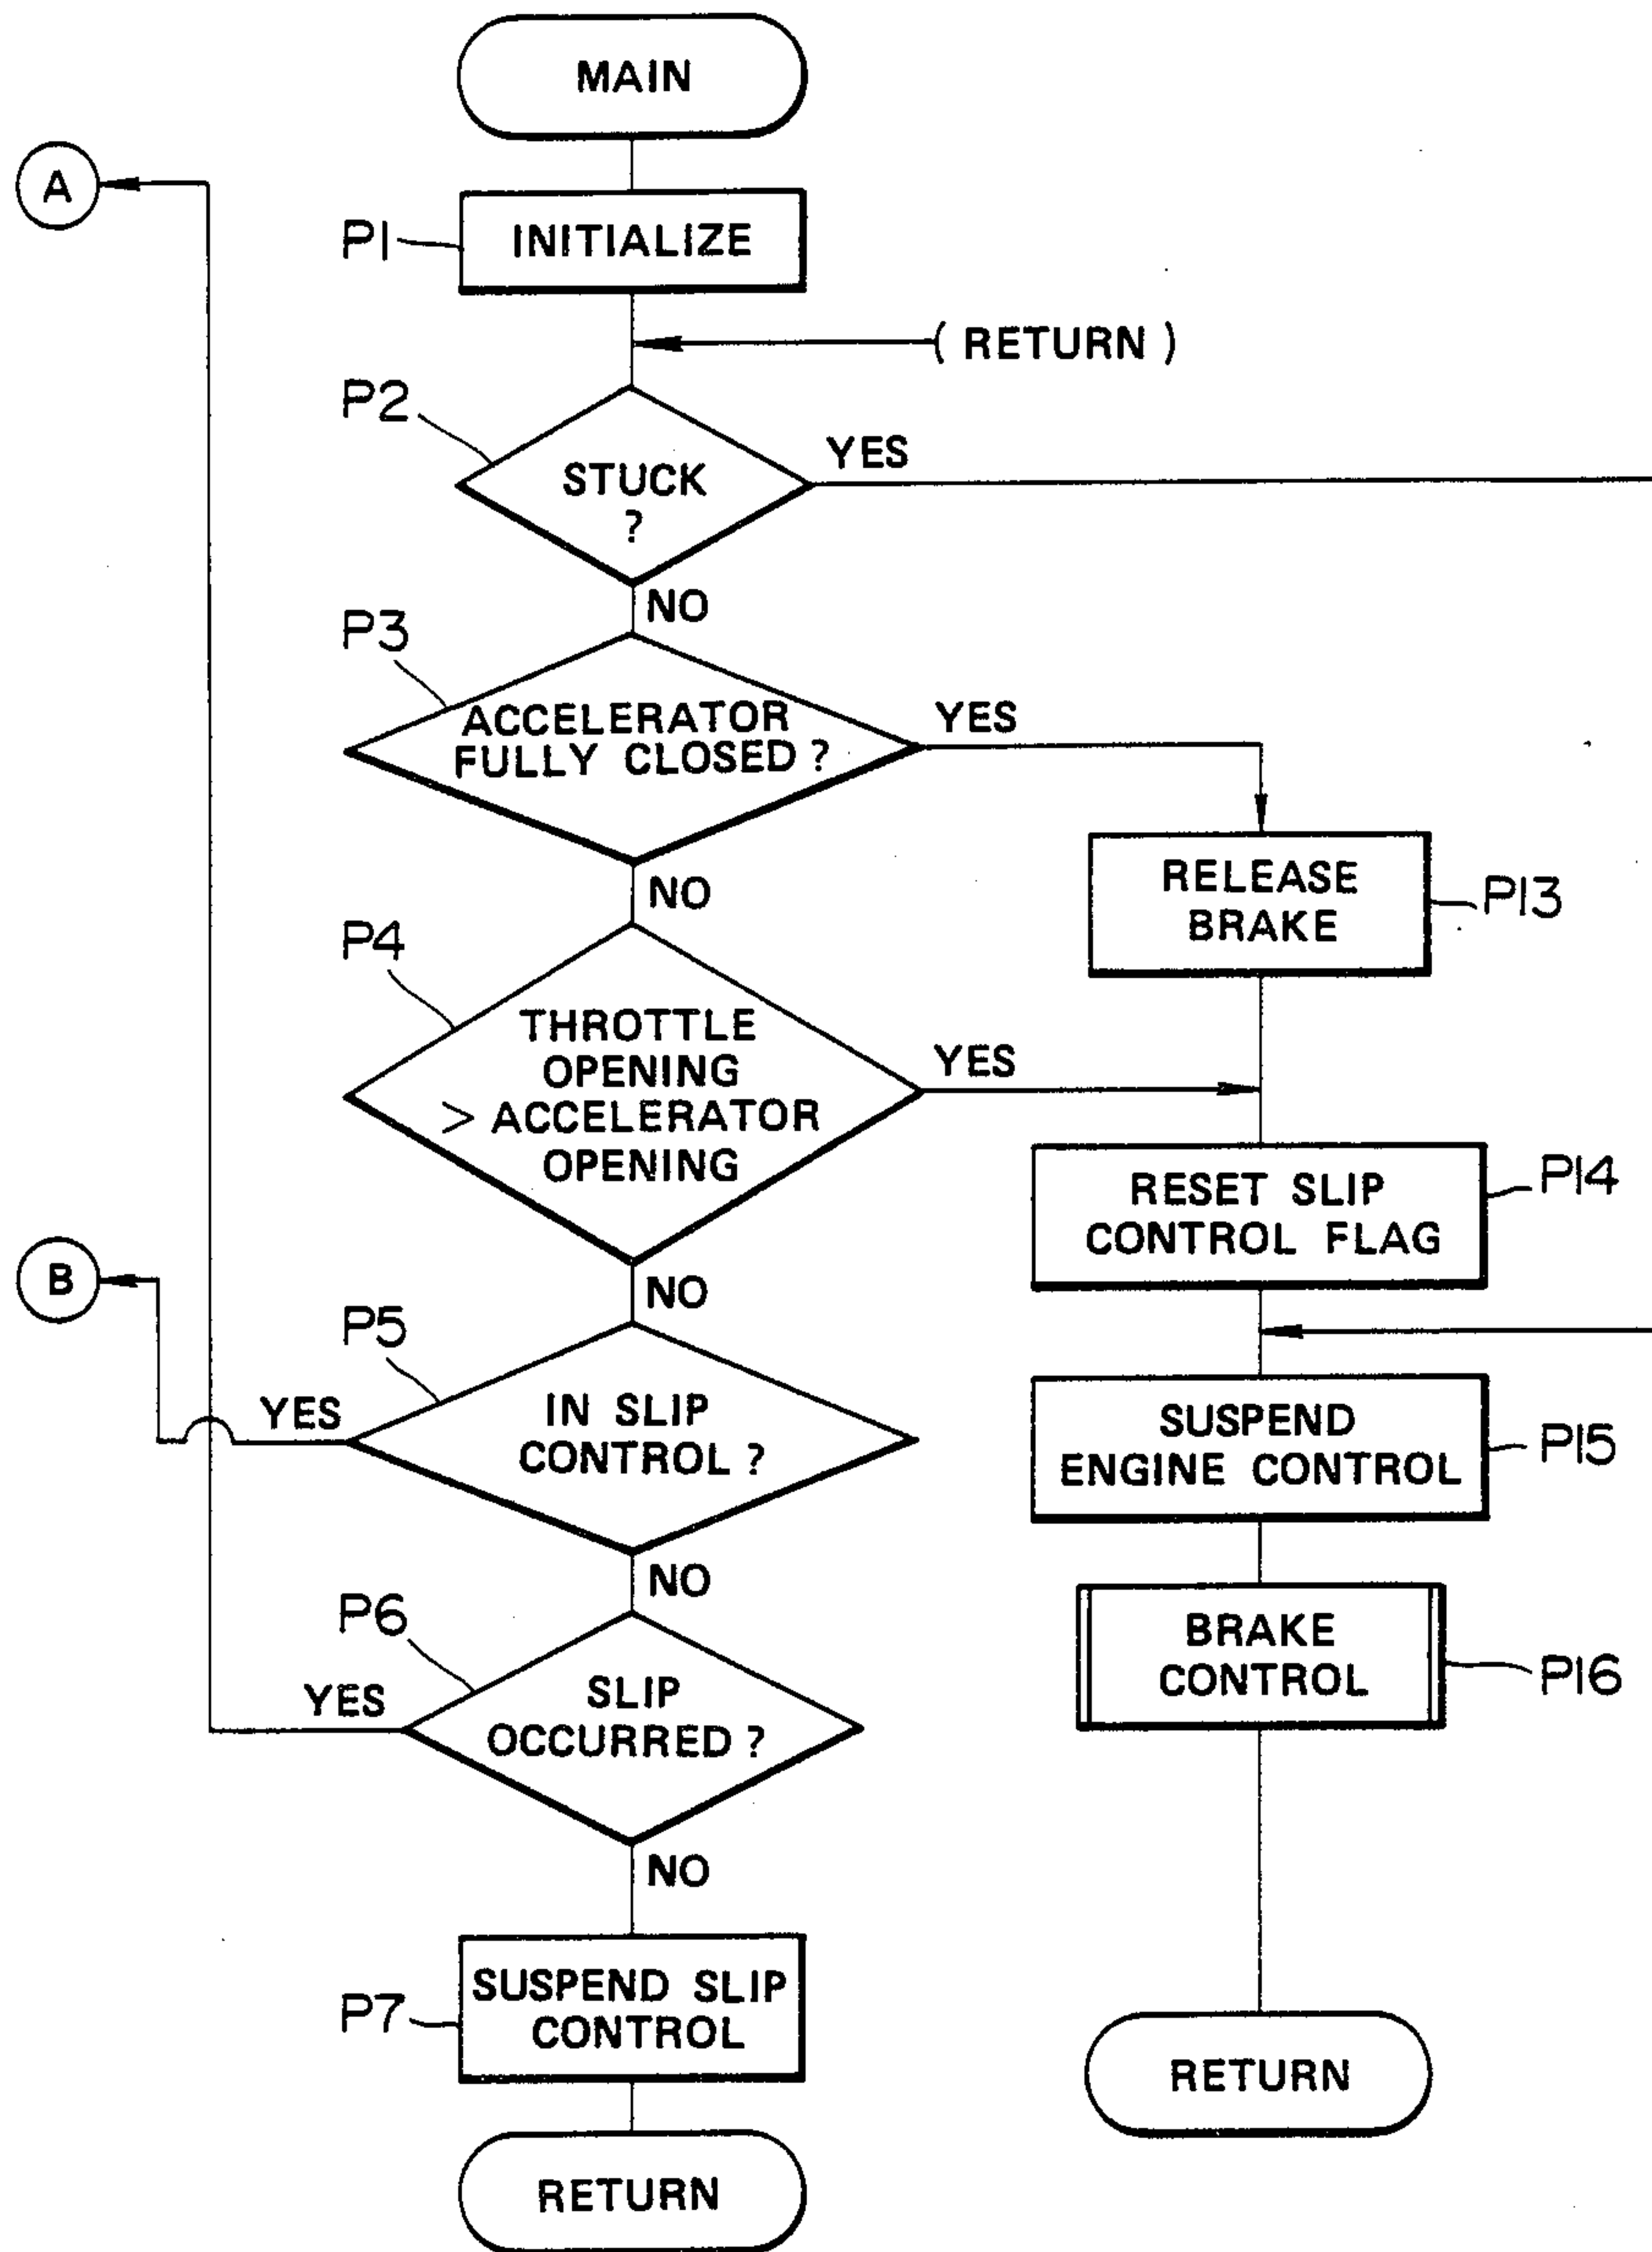 MAIN
A
P1
INITIALIZE
( RETURN )
P2
YES
STUCK
?
NO
P3
ACCELERATOR
FULLY CLOSED ?
YES
NO
RELEASE
BRAKE
P13
P4
THROTTLE
OPENING
> ACCELERATOR
OPENING
YES
NO
RESET SLIP
CONTROL FLAG
P14
B
P5
YES
IN SLIP
CONTROL ?
NO
SUSPEND
ENGINE CONTROL
P15
P6
YES
SLIP
OCCURRED ?
NO
BRAKE
CONTROL
P16
P7
SUSPEND SLIP
CONTROL
RETURN
RETURN